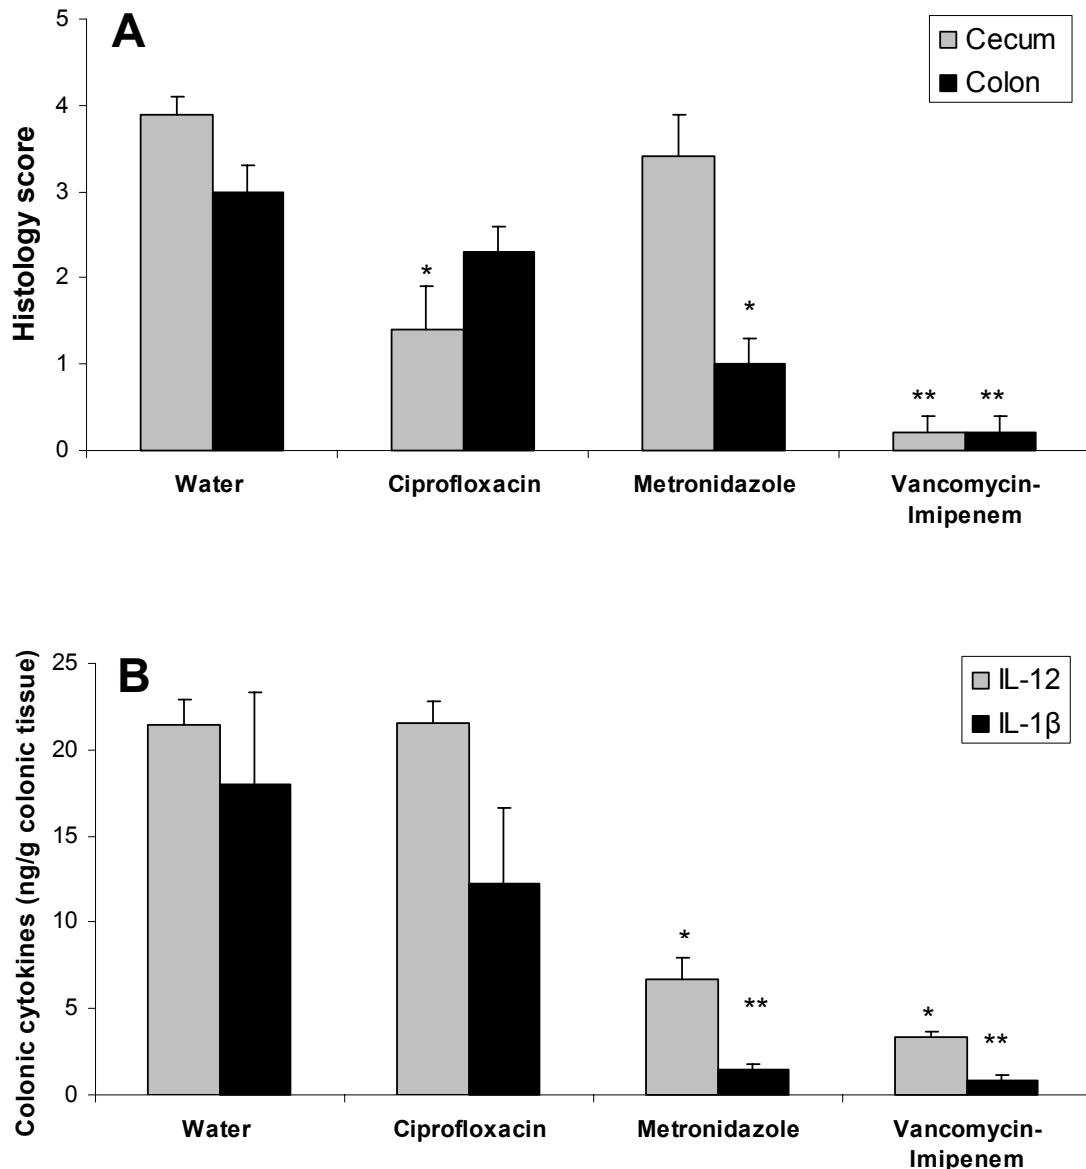 A
Cecum
Colon
Histology score
5
4
3
2
1
0
*
*
**
**
Water
Ciprofloxacin
Metronidazole
Vancomycin-
Imipenem
B
IL-12
IL-1β
Colonic cytokines (ng/g colonic tissue)
25
20
15
10
5
0
*
**
*
**
Water
Ciprofloxacin
Metronidazole
Vancomycin-
Imipenem